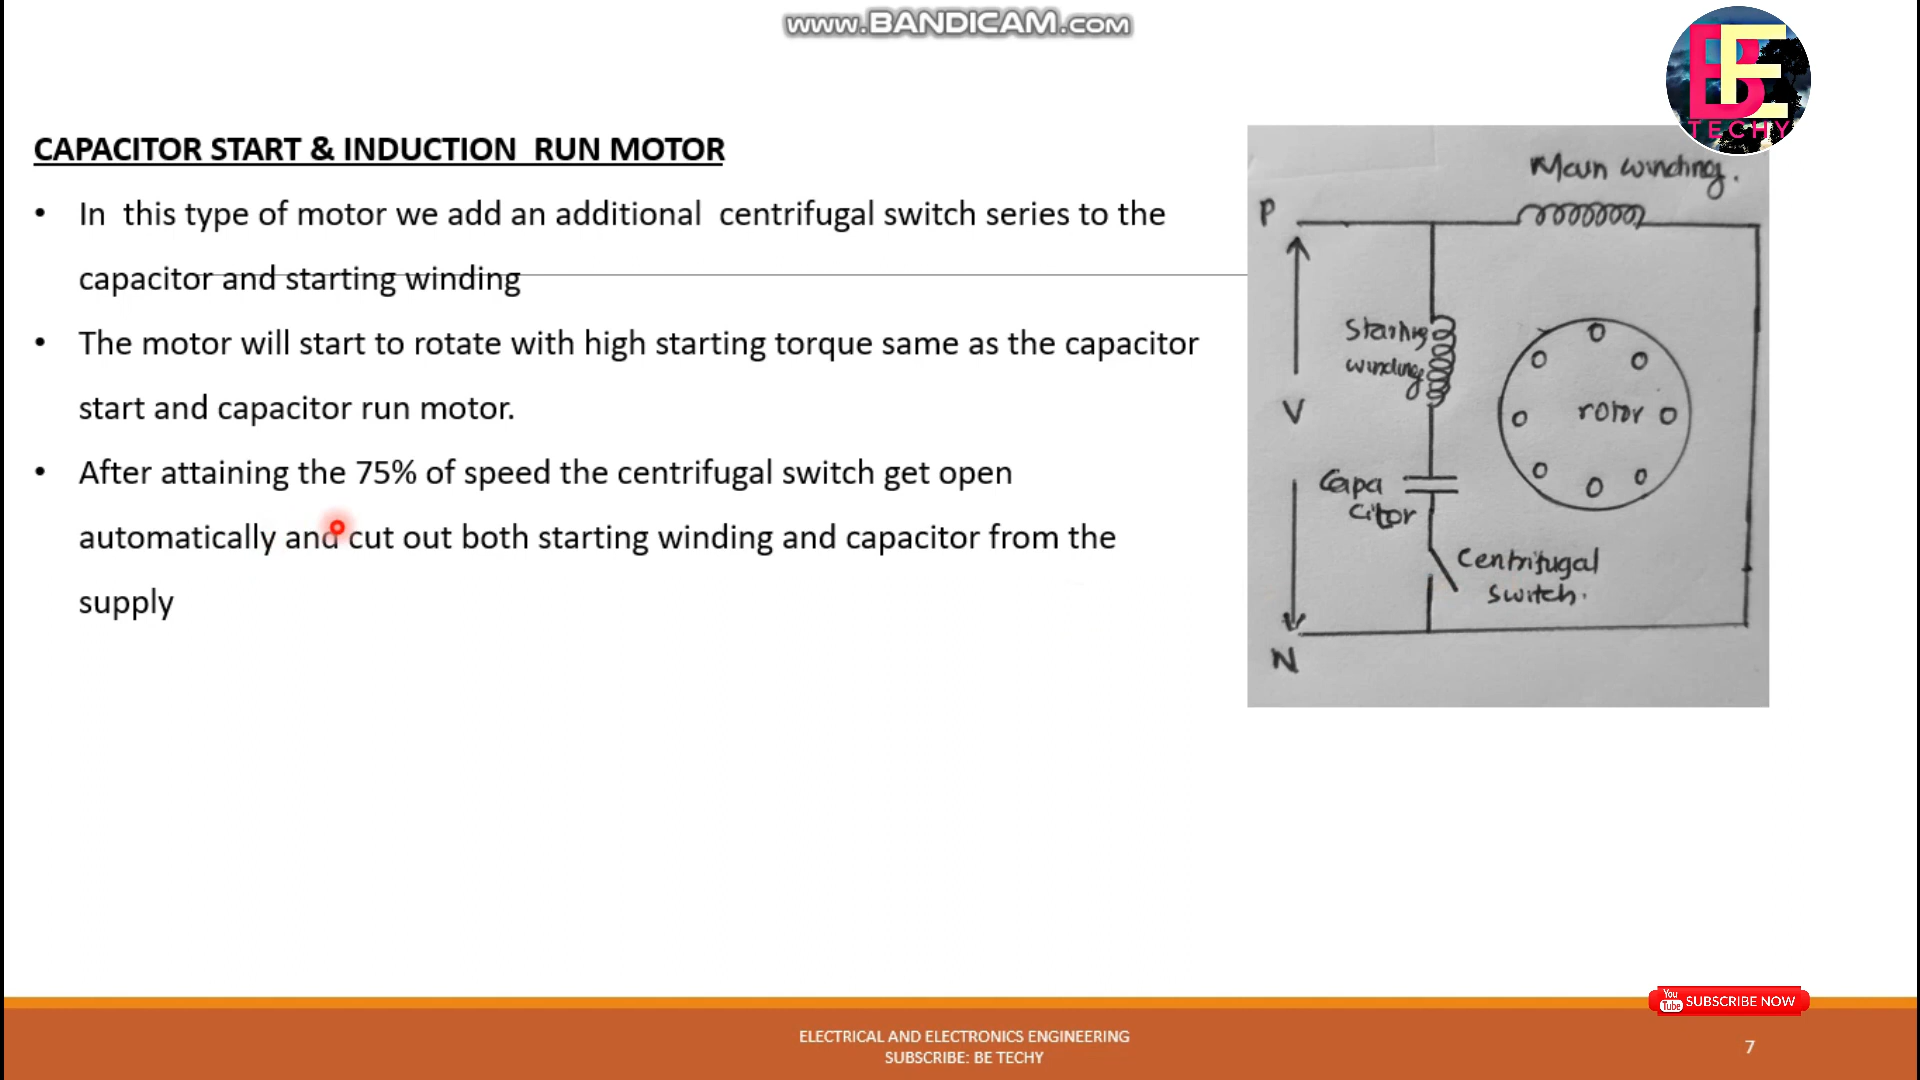 www.BANDICAM.com
BE
TECHY
CAPACITOR START & INDUCTION RUN MOTOR
• In this type of motor we add an additional centrifugal switch series to the
capacitor and starting winding
• The motor will start to rotate with high starting torque same as the capacitor
start and capacitor run motor.
• After attaining the 75% of speed the centrifugal switch get open
automatically and cut out both starting winding and capacitor from the
supply
Main winding.
P
Starting
winding
V
rotor
Capa
citor
Centrifugal
switch.
N
You
Tube
SUBSCRIBE NOW
ELECTRICAL AND ELECTRONICS ENGINEERING
SUBSCRIBE: BE TECHY
7